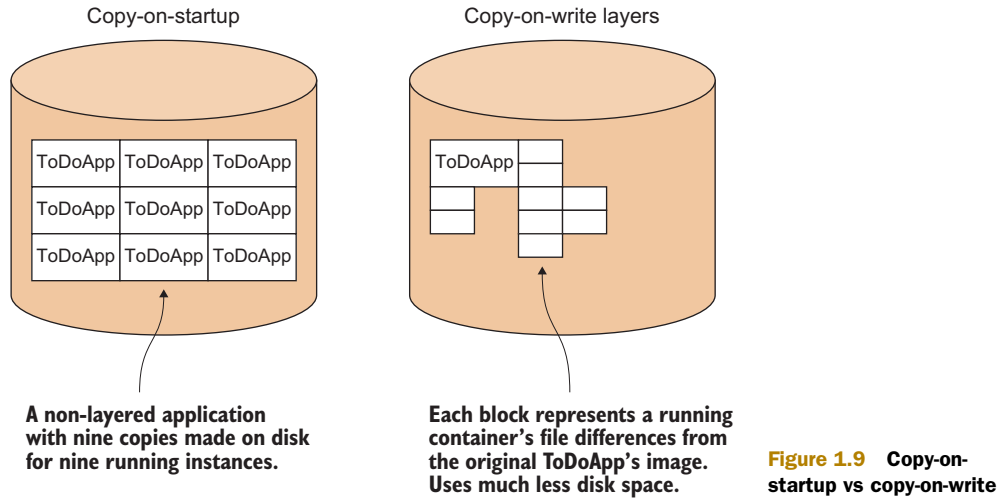 Copy-on-startup
Copy-on-write layers
ToDoApp ToDoApp ToDoApp
ToDoApp ToDoApp ToDoApp
ToDoApp ToDoApp ToDoApp
ToDoApp
A non-layered application
with nine copies made on disk
for nine running instances.
Each block represents a running
container’s file differences from
the original ToDoApp’s image.
Uses much less disk space.
Figure 1.9 Copy-on-
startup vs copy-on-write